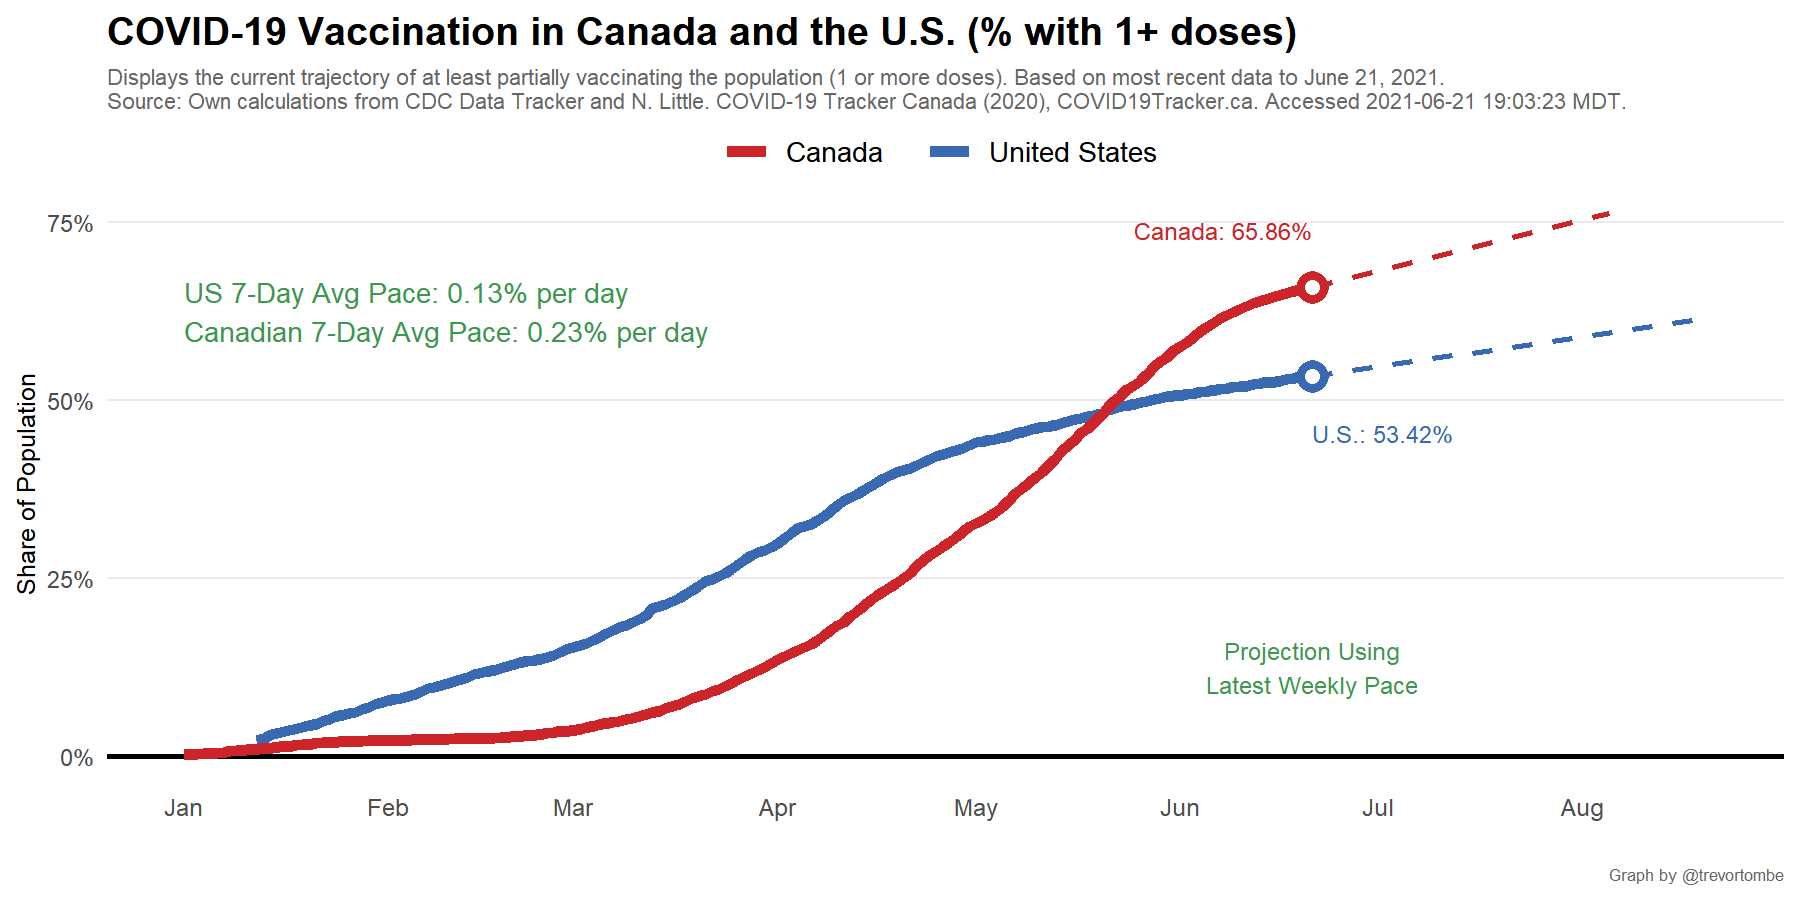 COVID-19 Vaccination in Canada and the U.S. (% with 1+ doses)
Displays the current trajectory of at least partially vaccinating the population (1 or more doses). Based on most recent data to June 21, 2021.
Source: Own calculations from CDC Data Tracker and N. Little. COVID-19 Tracker Canada (2020), COVID19Tracker.ca. Accessed 2021-06-21 19:03:23 MDT.
Canada United States
75%
Canada: 65.86%
US 7-Day Avg Pace: 0.13% per day
Canadian 7-Day Avg Pace: 0.23% per day
50%
U.S.: 53.42%
Share of Population
25%
Projection Using
Latest Weekly Pace
0%
Jan Feb Mar Apr May Jun Jul Aug
Graph by @trevortombe